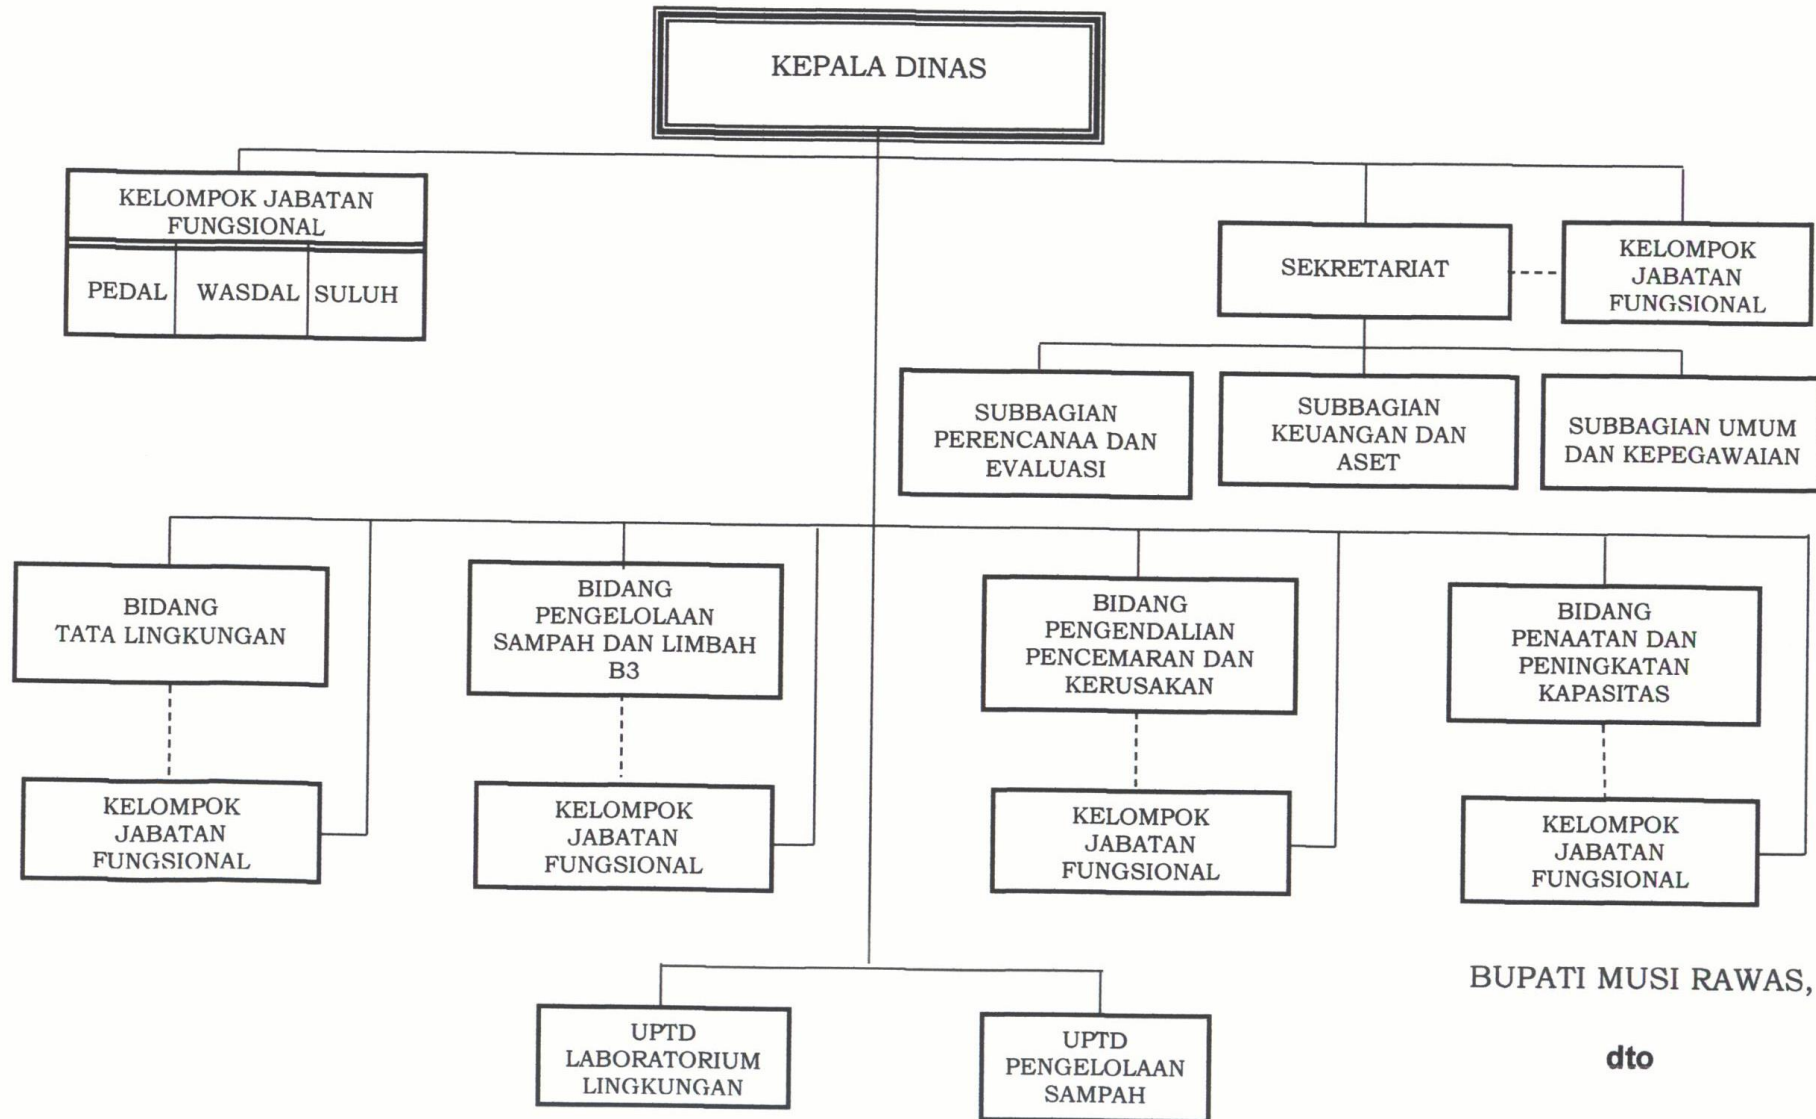 KEPALA DINAS
KELOMPOK JABATAN
FUNGSIONAL
PEDAL
WASDAL
SULUH
SEKRETARIAT
KELOMPOK
JABATAN
FUNGSIONAL
SUBBAGIAN
PERENCANAA DAN
EVALUASI
SUBBAGIAN
KEUANGAN DAN
ASET
SUBBAGIAN UMUM
DAN KEPEGAWAIAN
BIDANG
TATA LINGKUNGAN
BIDANG
PENGELOLAAN
SAMPAH DAN LIMBAH
B3
BIDANG
PENGENDALIAN
PENCEMARAN DAN
KERUSAKAN
BIDANG
PENAATAN DAN
PENINGKATAN
KAPASITAS
KELOMPOK
JABATAN
FUNGSIONAL
KELOMPOK
JABATAN
FUNGSIONAL
KELOMPOK
JABATAN
FUNGSIONAL
KELOMPOK
JABATAN
FUNGSIONAL
UPTD
LABORATORIUM
LINGKUNGAN
UPTD
PENGELOLAAN
SAMPAH
BUPATI MUSI RAWAS,
dto